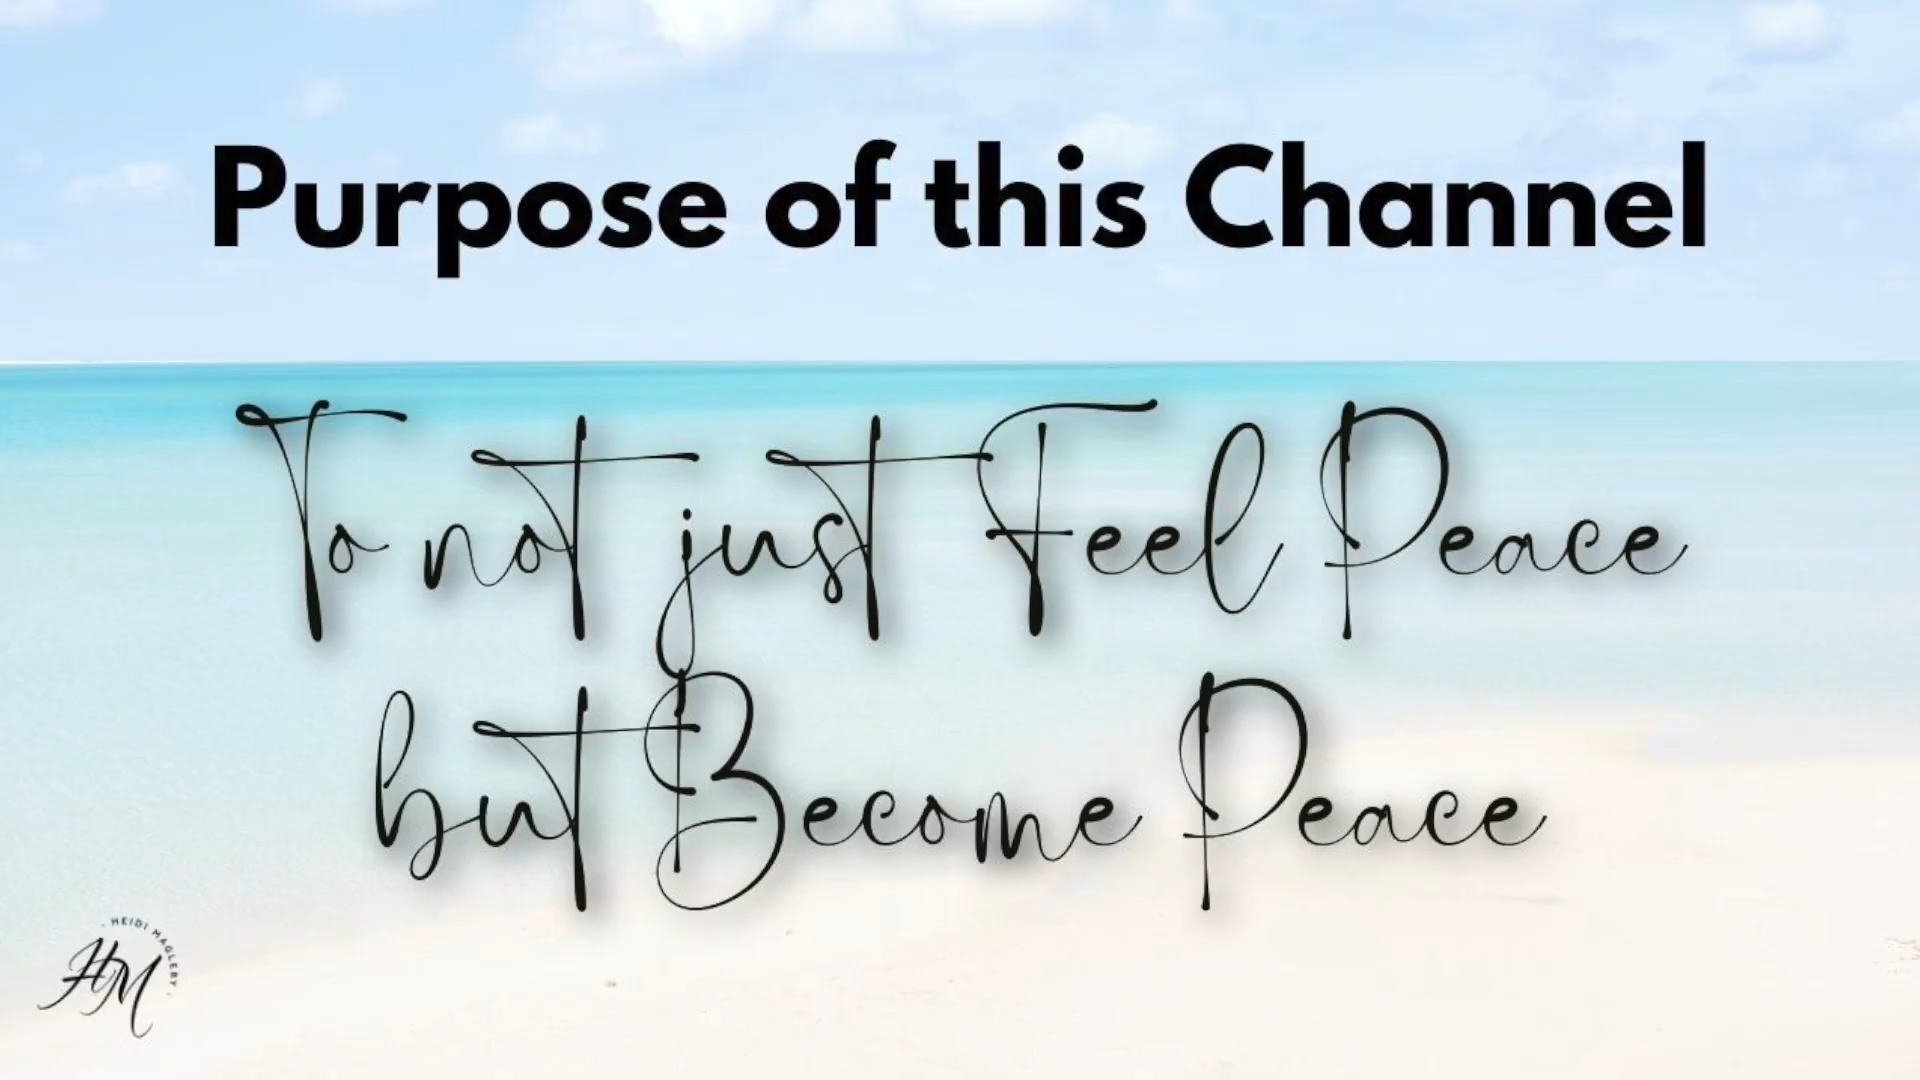 Purpose of this Channel
To not just Feel Peace
but Become Peace
· HEIDI MAGLEBY ·
HM